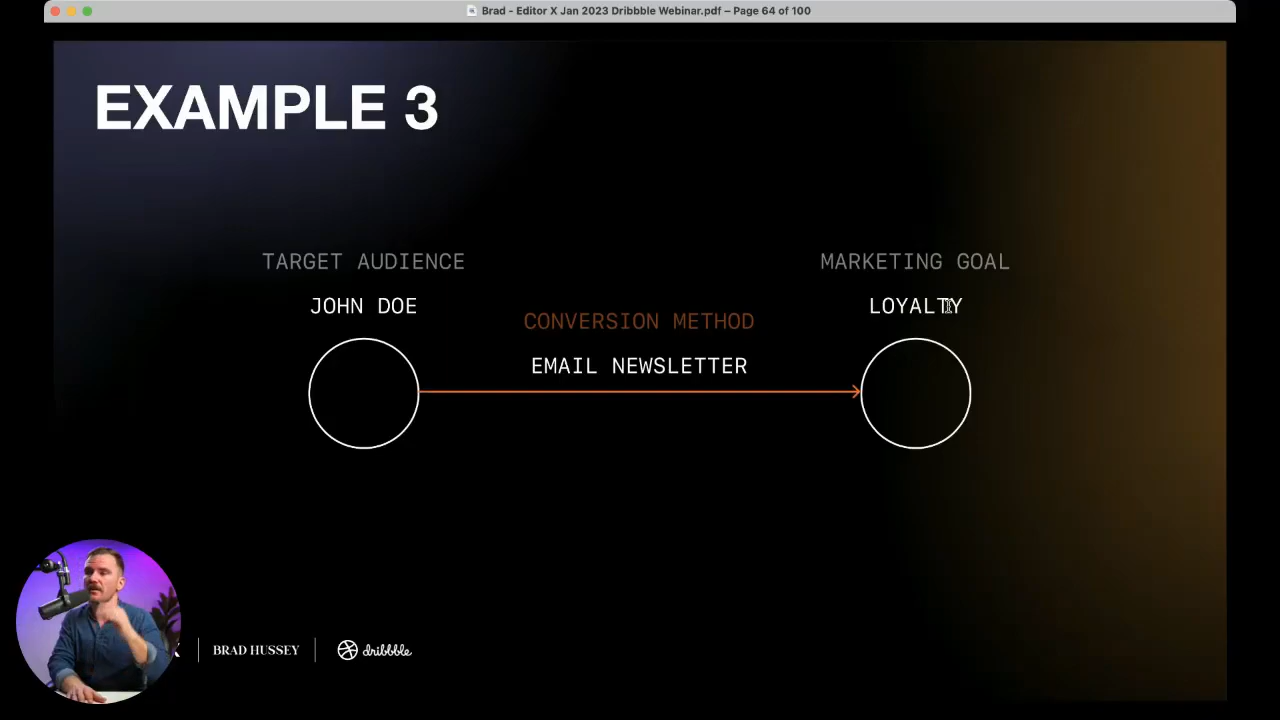 Brad - Editor X Jan 2023 Dribbble Webinar.pdf – Page 64 of 100
EXAMPLE 3
TARGET AUDIENCE
JOHN DOE
CONVERSION METHOD
EMAIL NEWSLETTER
MARKETING GOAL
LOYALTY
X
BRAD HUSSEY
dribbble